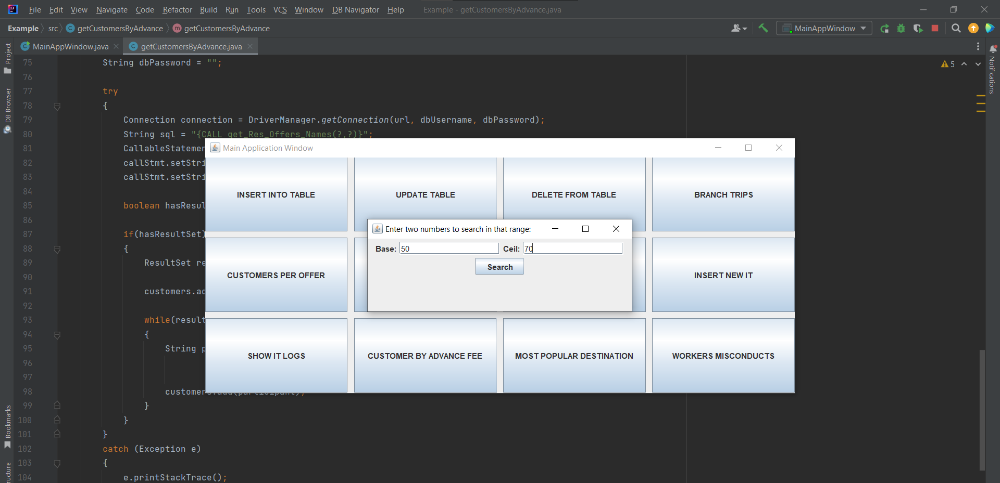 File Edit View Navigate Code Refactor Build Run Tools VCS Window DB Navigator Help Example - getCustomersByAdvance.java
Example src getCustomersByAdvance getCustomersByAdvance MainAppWindow
MainAppWindow.java getCustomersByAdvance.java
Project
DB Browser
Bookmarks
ructure
Notifications
5
75 String dbPassword = "";
76
77 try
78 {
79 Connection connection = DriverManager.getConnection(url, dbUsername, dbPassword);
80 String sql = "{CALL get_Res_Offers_Names(?,?)}";
81 CallableStatemen
82 callStmt.setStri
83 callStmt.setStri
84
85 boolean hasResul
86
87 if(hasResultSet)
88 {
89 ResultSet re
90
91 customers.ad
92
93 while(result
94 {
95 String p
96
97
98 customers.add(participant);
99 }
100 }
101 }
102 catch (Exception e)
103 {
104 e.printStackTrace();
Main Application Window
INSERT INTO TABLE UPDATE TABLE DELETE FROM TABLE BRANCH TRIPS
CUSTOMERS PER OFFER INSERT NEW IT
SHOW IT LOGS CUSTOMER BY ADVANCE FEE MOST POPULAR DESTINATION WORKERS MISCONDUCTS
Enter two numbers to search in that range:
Base: 50 Ceil: 70
Search